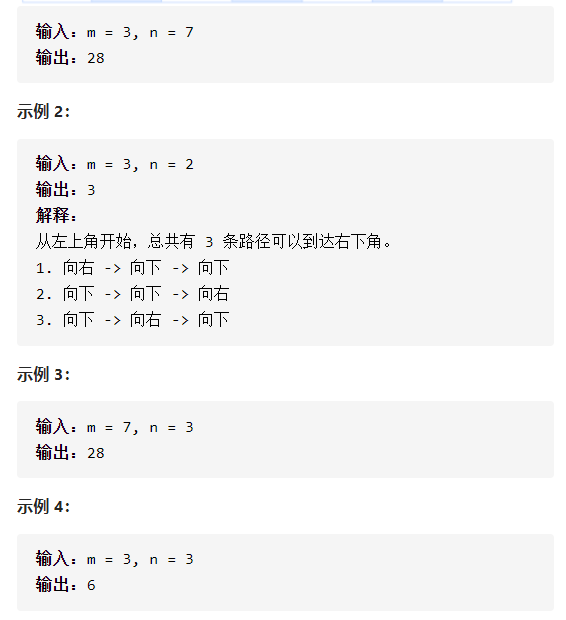 输入：m = 3, n = 7
输出：28
示例 2：
输入：m = 3, n = 2
输出：3
解释：
从左上角开始，总共有 3 条路径可以到达右下角。
1. 向右 -> 向下 -> 向下
2. 向下 -> 向下 -> 向右
3. 向下 -> 向右 -> 向下
示例 3：
输入：m = 7, n = 3
输出：28
示例 4：
输入：m = 3, n = 3
输出：6